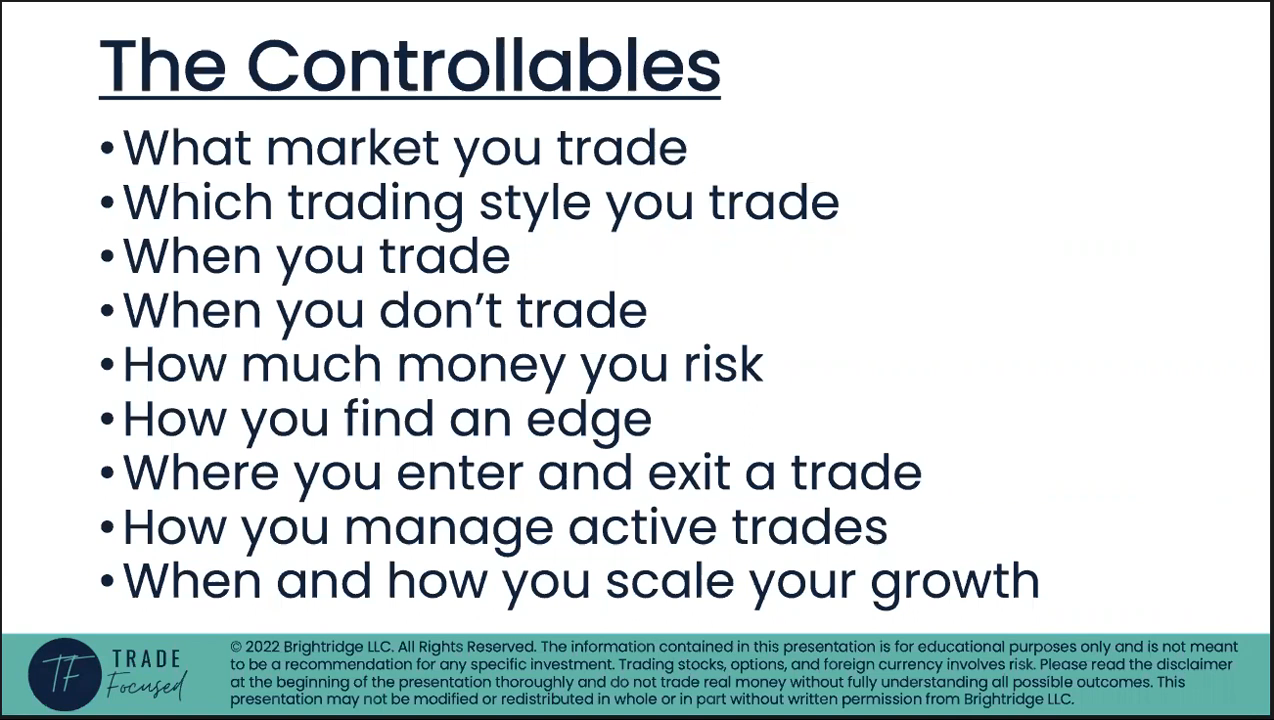 The Controllables
• What market you trade
• Which trading style you trade
• When you trade
• When you don’t trade
• How much money you risk
• How you find an edge
• Where you enter and exit a trade
• How you manage active trades
• When and how you scale your growth
TF
TRADE
Focused
© 2022 Brightridge LLC. All Rights Reserved. The information contained in this presentation is for educational purposes only and is not meant
to be a recommendation for any specific investment. Trading stocks, options, and foreign currency involves risk. Please read the disclaimer
at the beginning of the presentation thoroughly and do not trade real money without fully understanding all possible outcomes. This
presentation may not be modified or redistributed in whole or in part without written permission from Brightridge LLC.